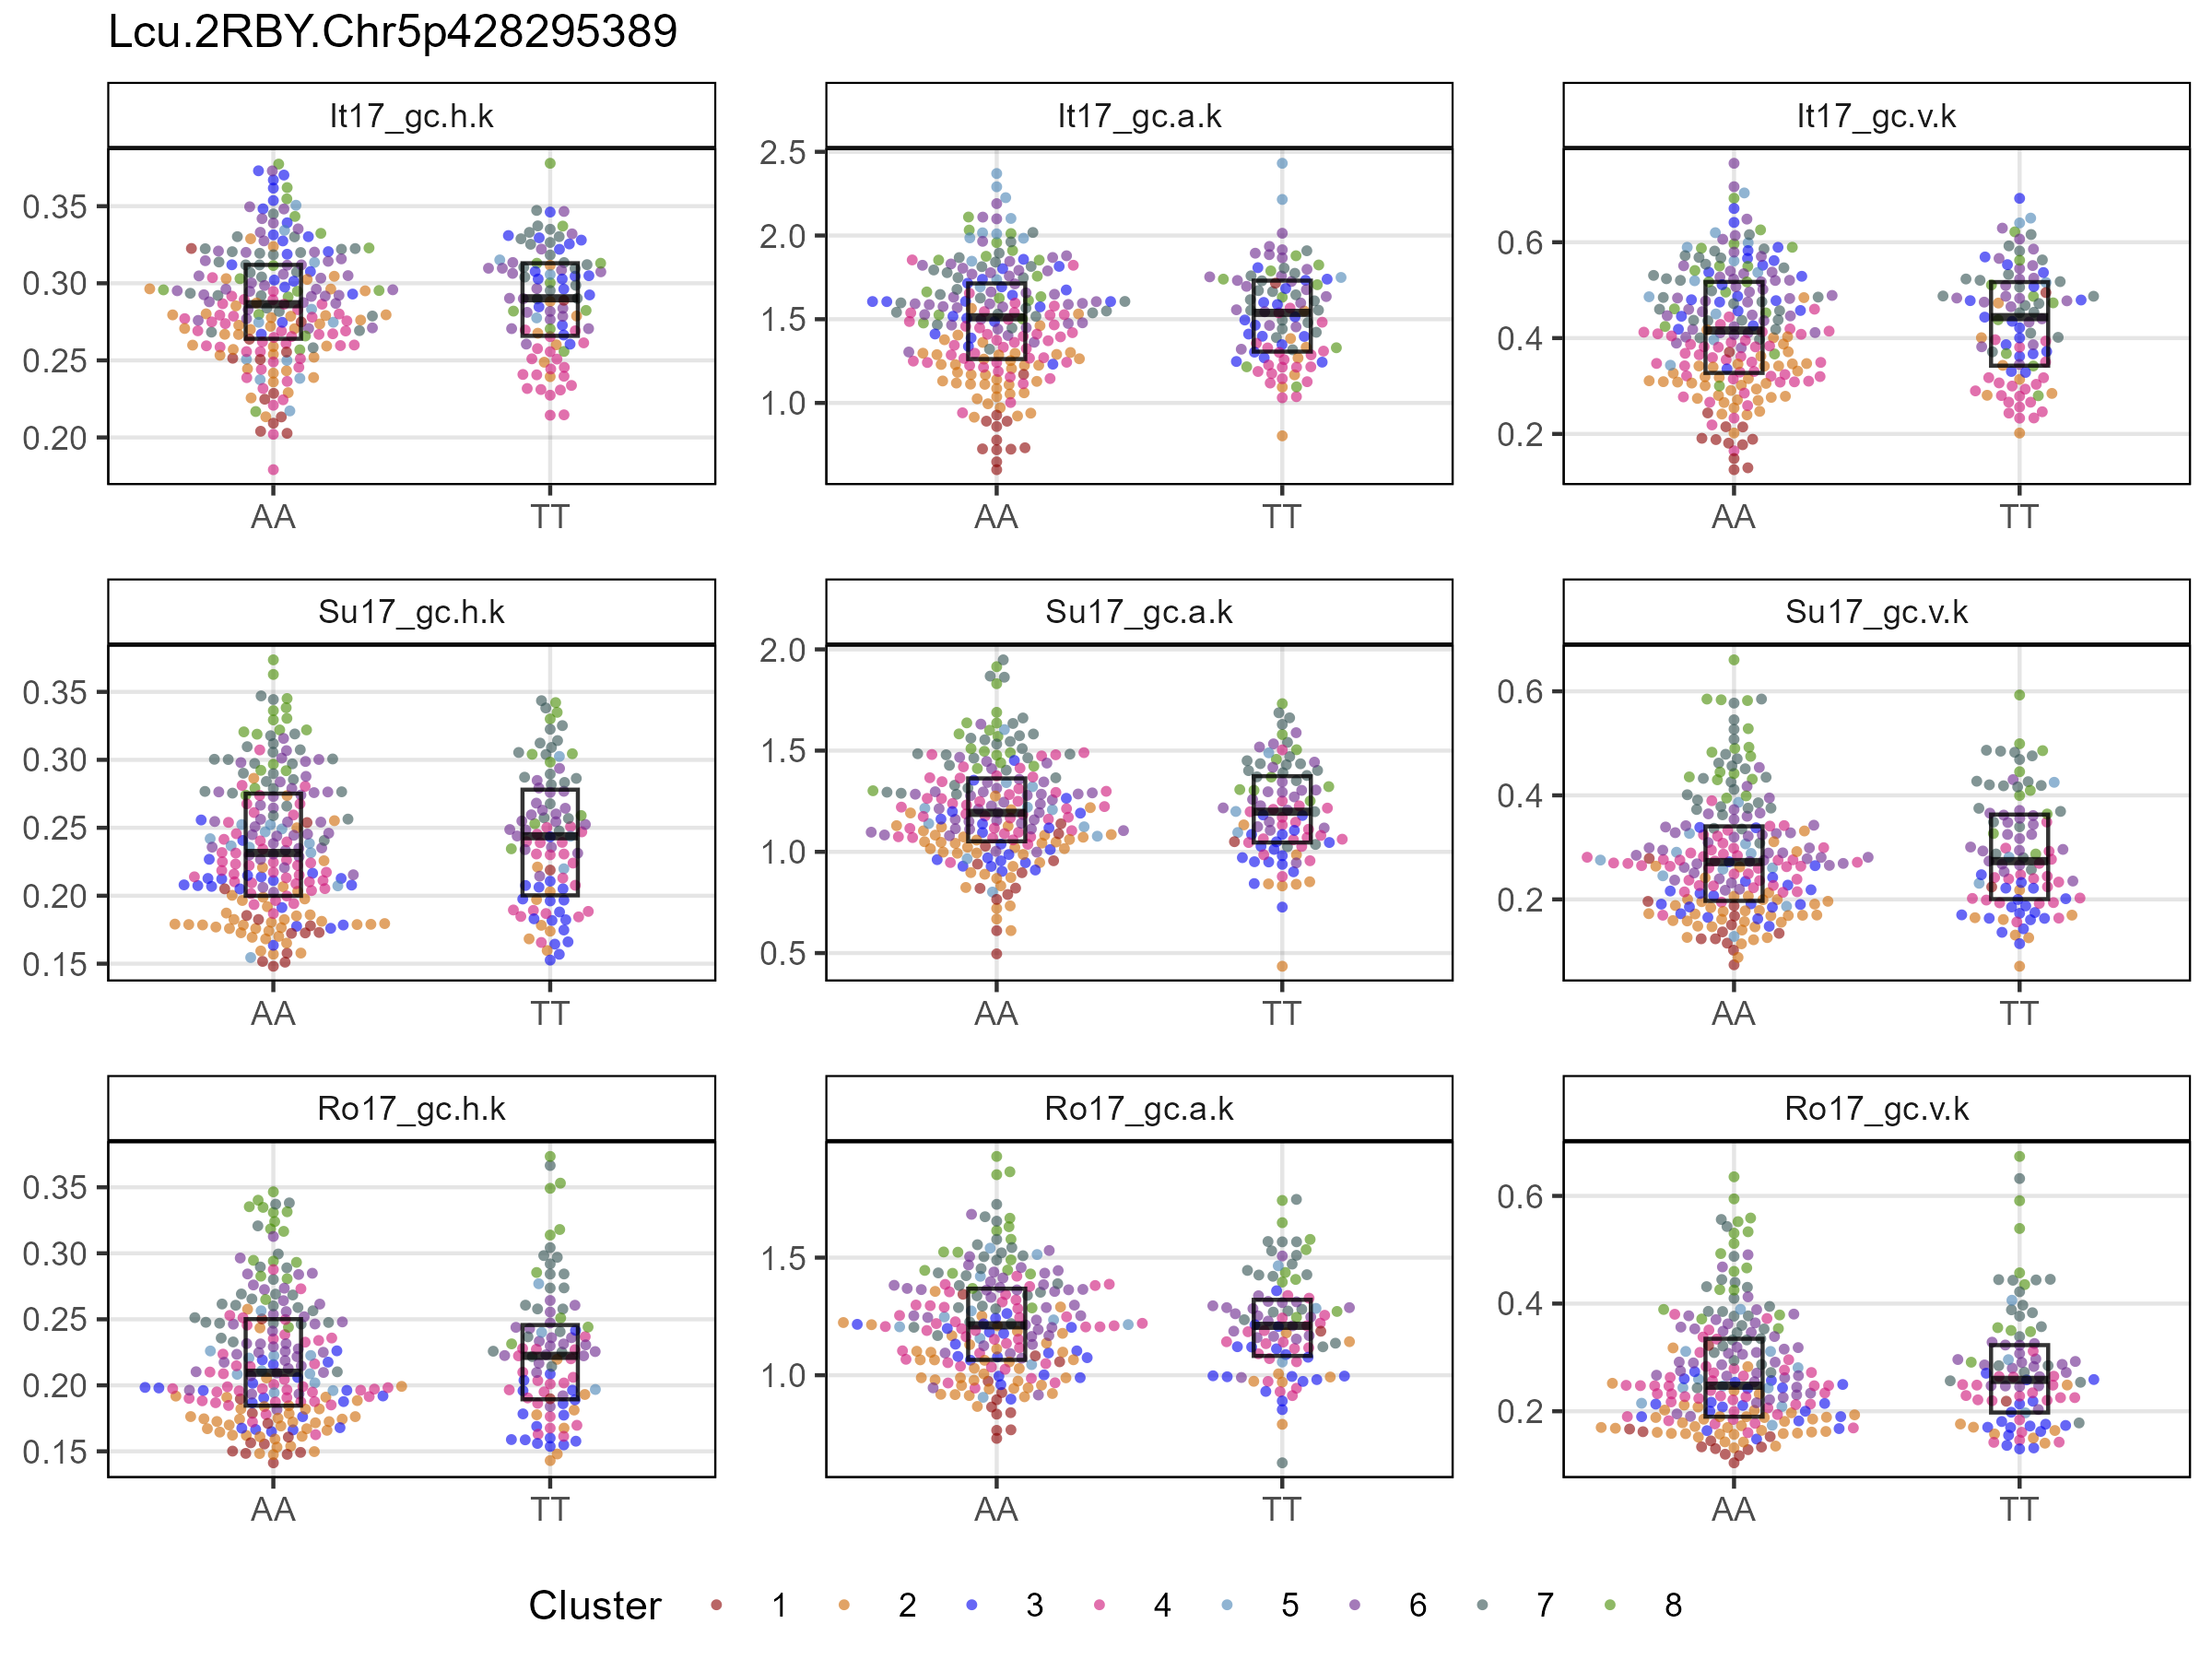 Lcu.2RBY.Chr5p428295389
It17_gc.h.k
It17_gc.a.k
It17_gc.v.k
0.35
0.30
0.25
0.20
2.5
2.0
1.5
1.0
0.6
0.4
0.2
AA TT
AA TT
AA TT
Su17_gc.h.k
Su17_gc.a.k
Su17_gc.v.k
0.35
0.30
0.25
0.20
0.15
2.0
1.5
1.0
0.5
0.6
0.4
0.2
AA TT
AA TT
AA TT
Ro17_gc.h.k
Ro17_gc.a.k
Ro17_gc.v.k
0.35
0.30
0.25
0.20
0.15
1.5
1.0
0.6
0.4
0.2
AA TT
AA TT
AA TT
Cluster 1 2 3 4 5 6 7 8